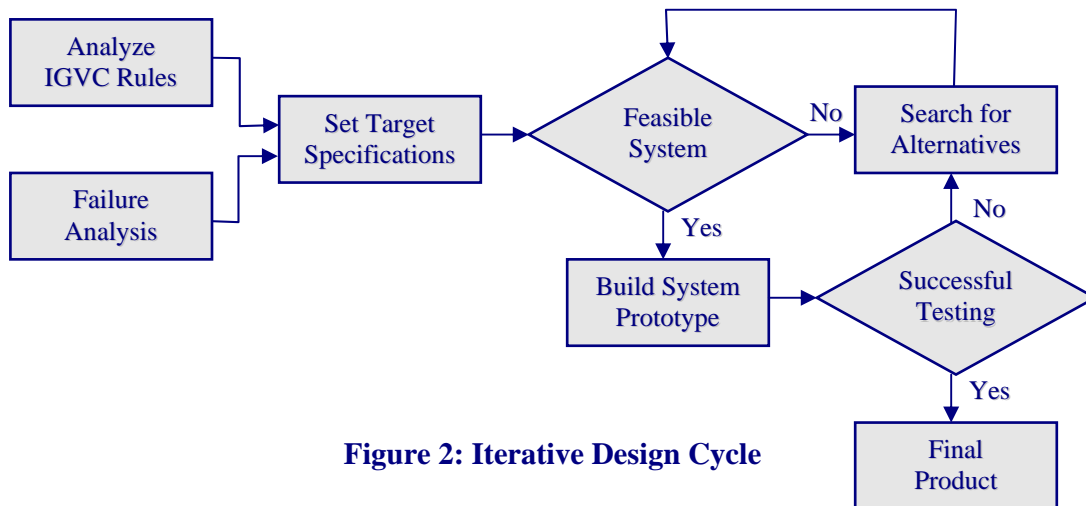 Analyze
IGVC Rules
Failure
Analysis
Set Target
Specifications
Feasible
System
No
Search for
Alternatives
Yes
Build System
Prototype
No
Successful
Testing
Yes
Final
Product
Figure 2: Iterative Design Cycle